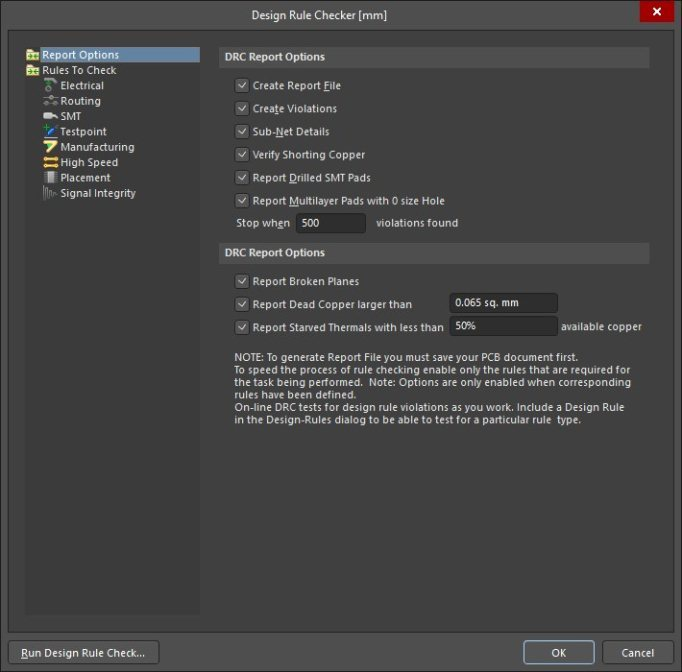 Design Rule Checker [mm]
Report Options
Rules To Check
Electrical
Routing
SMT
Testpoint
Manufacturing
High Speed
Placement
Signal Integrity
DRC Report Options
Create Report File
Create Violations
Sub-Net Details
Verify Shorting Copper
Report Drilled SMT Pads
Report Multilayer Pads with 0 size Hole
Stop when 500 violations found
DRC Report Options
Report Broken Planes
Report Dead Copper larger than 0.065 sq. mm
Report Starved Thermals with less than 50% available copper
NOTE: To generate Report File you must save your PCB document first.
To speed the process of rule checking enable only the rules that are required for
the task being performed.  Note: Options are only enabled when corresponding
rules have been defined.
On-line DRC tests for design rule violations as you work. Include a Design Rule
in the Design-Rules dialog to be able to test for a particular rule  type.
Run Design Rule Check...
OK
Cancel